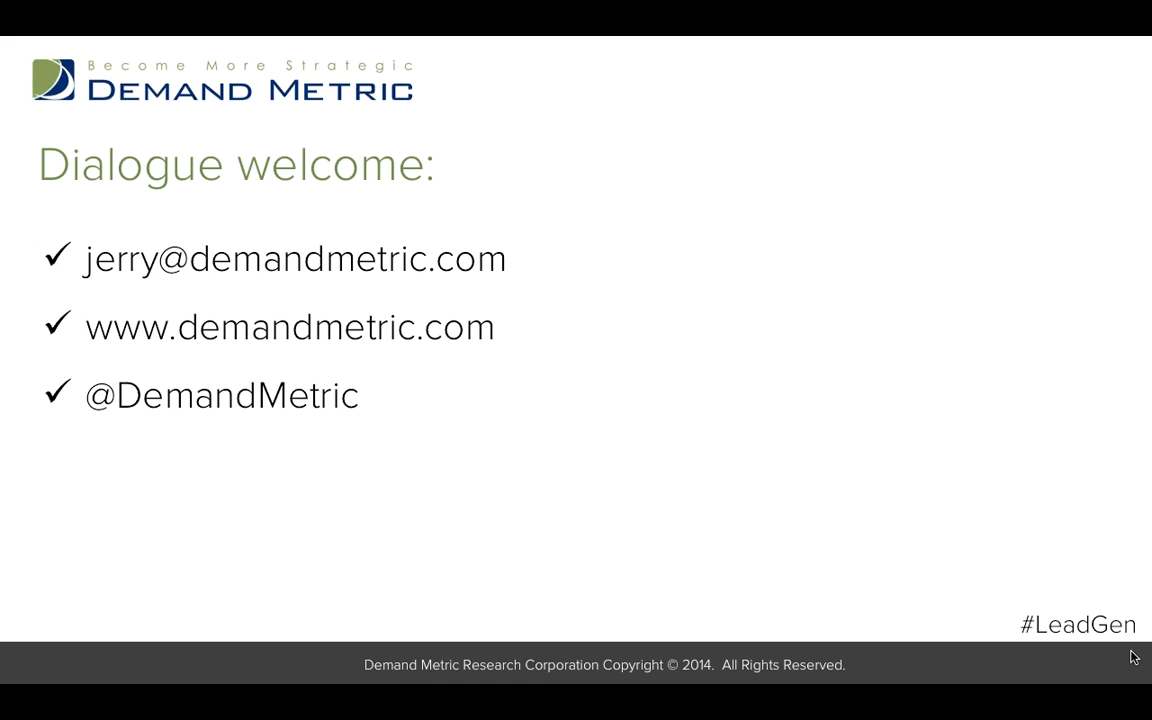 Become More Strategic
DEMAND METRIC
Dialogue welcome:
✓ jerry@demandmetric.com
✓ www.demandmetric.com
✓ @DemandMetric
#LeadGen
Demand Metric Research Corporation Copyright © 2014. All Rights Reserved.